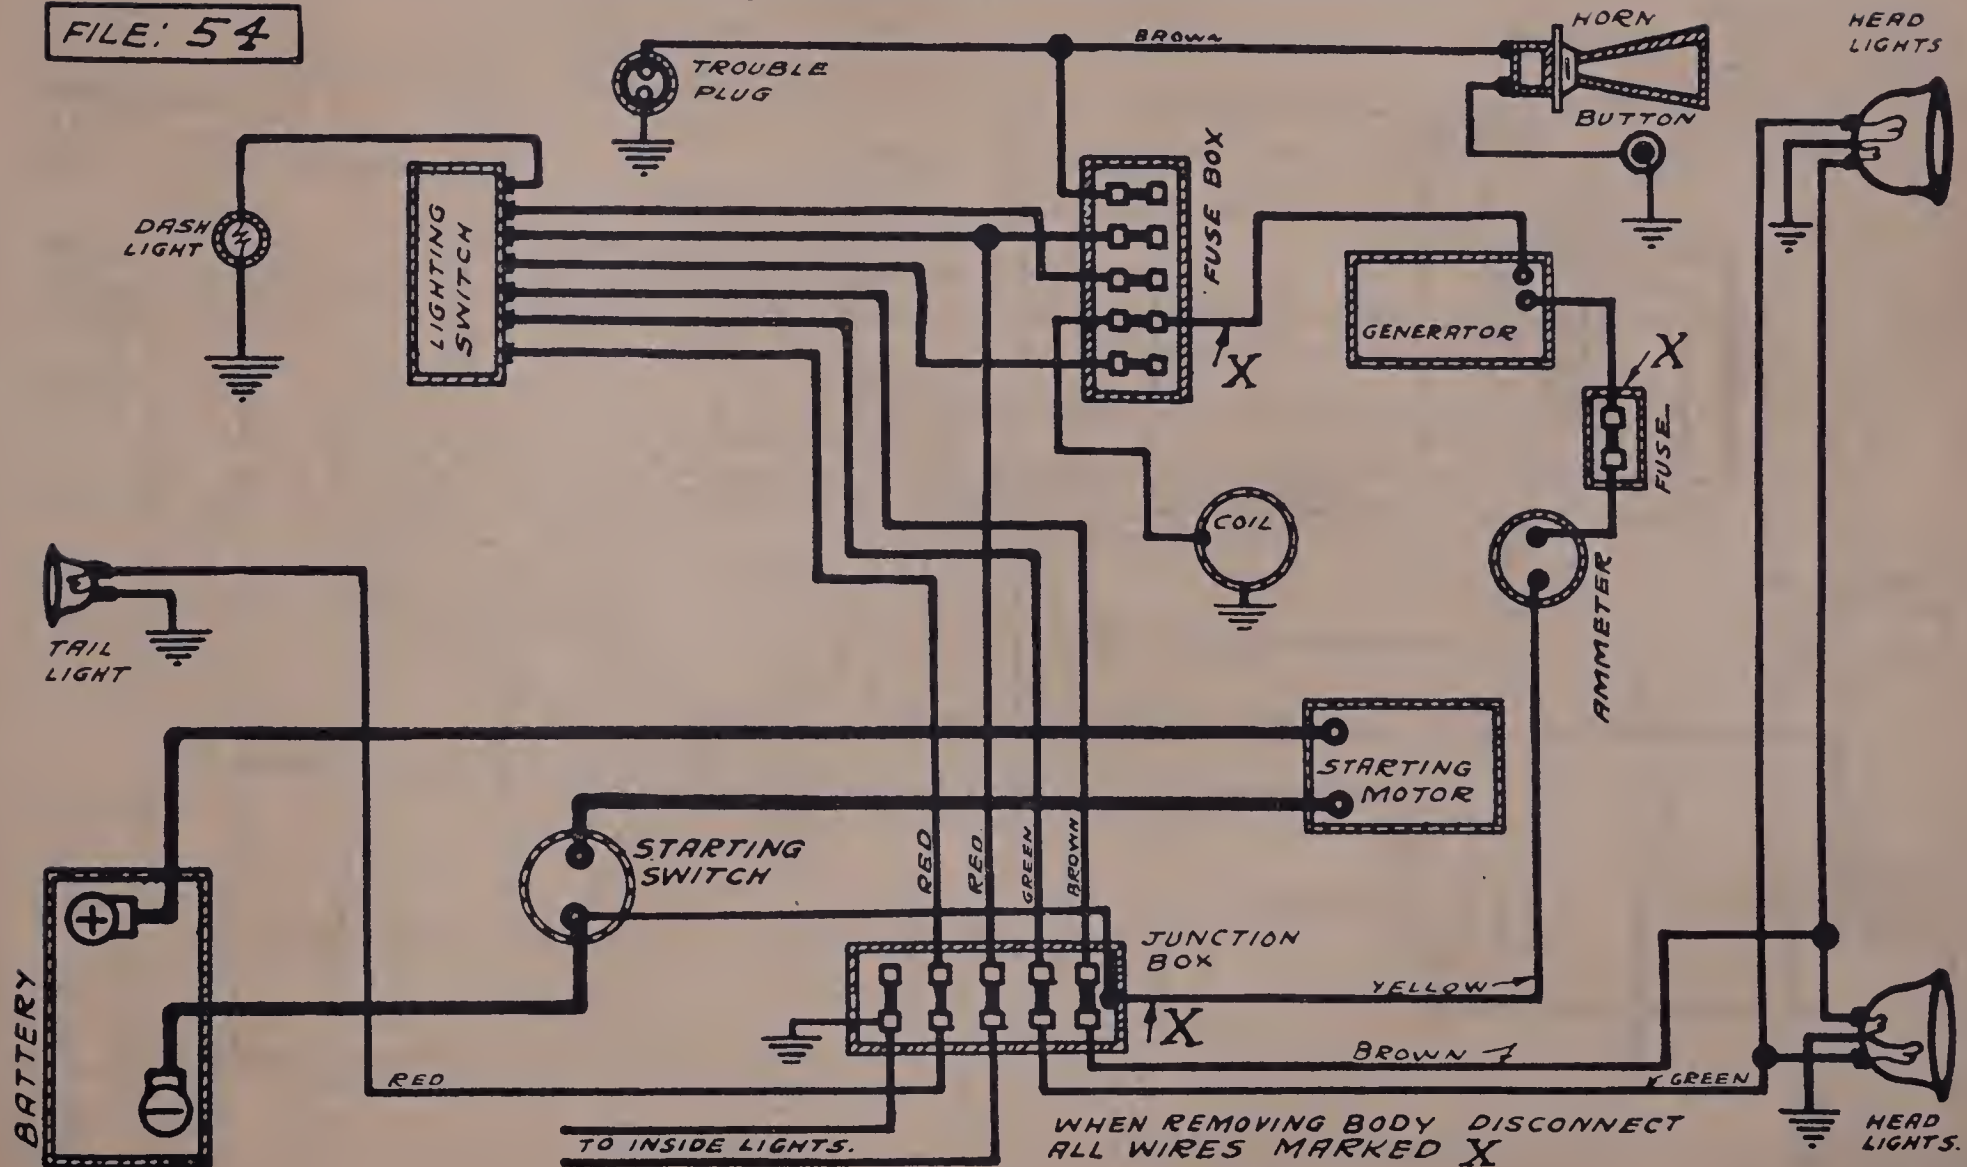 FILE: 54
BROWN
HORN
HEAD
LIGHTS
TROUBLE
PLUG
BUTTON
FUSE BOX
DASH
LIGHT
LIGHTING
SWITCH
GENERATOR
X
X
FUSE
COIL
AMMETER
TAIL
LIGHT
STARTING
MOTOR
STARTING
SWITCH
RED
RED
GREEN
BROWN
JUNCTION
BOX
YELLOW
X
BATTERY
+
-
RED
BROWN
GREEN
TO INSIDE LIGHTS.
WHEN REMOVING BODY DISCONNECT
ALL WIRES MARKED X
HEAD
LIGHTS.